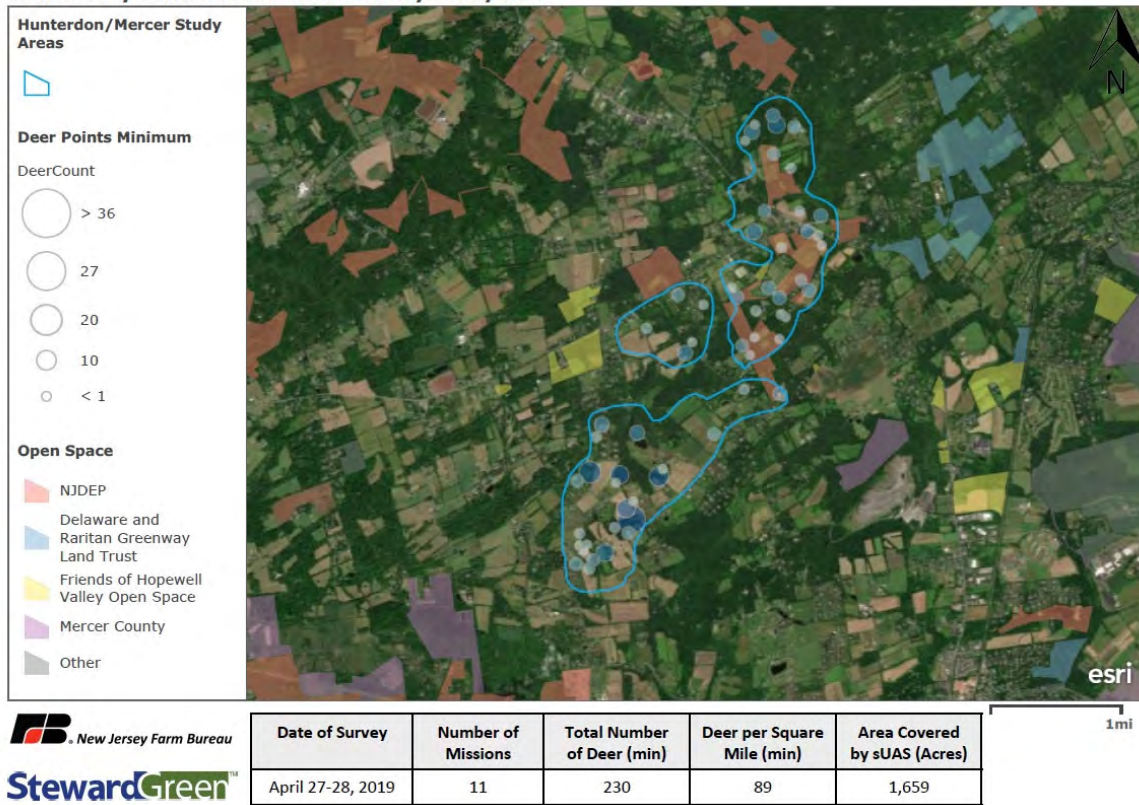 Hunterdon/Mercer Study
Areas
Deer Points Minimum
DeerCount
> 36
27
20
10
< 1
Open Space
NJDEP
Delaware and
Raritan Greenway
Land Trust
Friends of Hopewell
Valley Open Space
Mercer County
Other
N
esri
1mi
FB. New Jersey Farm Bureau
StewardGreen™
Date of Survey Number of Missions Total Number of Deer (min) Deer per Square Mile (min) Area Covered by sUAS (Acres)
April 27-28, 2019 11 230 89 1,659